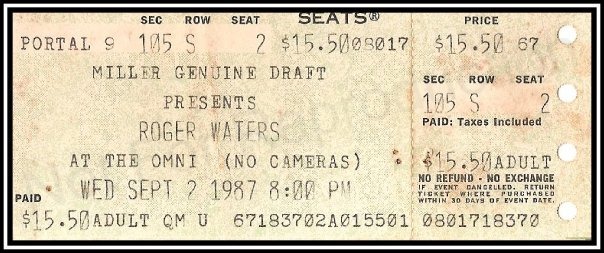 SEATS®
SEC ROW SEAT
PORTAL 9 105 S 2 $15.50 08017
MILLER GENUINE DRAFT
PRESENTS
ROGER WATERS
AT THE OMNI (NO CAMERAS)
WED SEPT 2 1987 8:00 PM
PAID
$15.50 ADULT QM U 67183702A015501
PRICE
$15.50 67
SEC ROW SEAT
105 S 2
PAID: Taxes Included
$15.50 ADULT
NO REFUND - NO EXCHANGE
IF EVENT CANCELLED, RETURN
TICKET WHERE PURCHASED
WITHIN 30 DAYS OF EVENT DATE.
0801718370